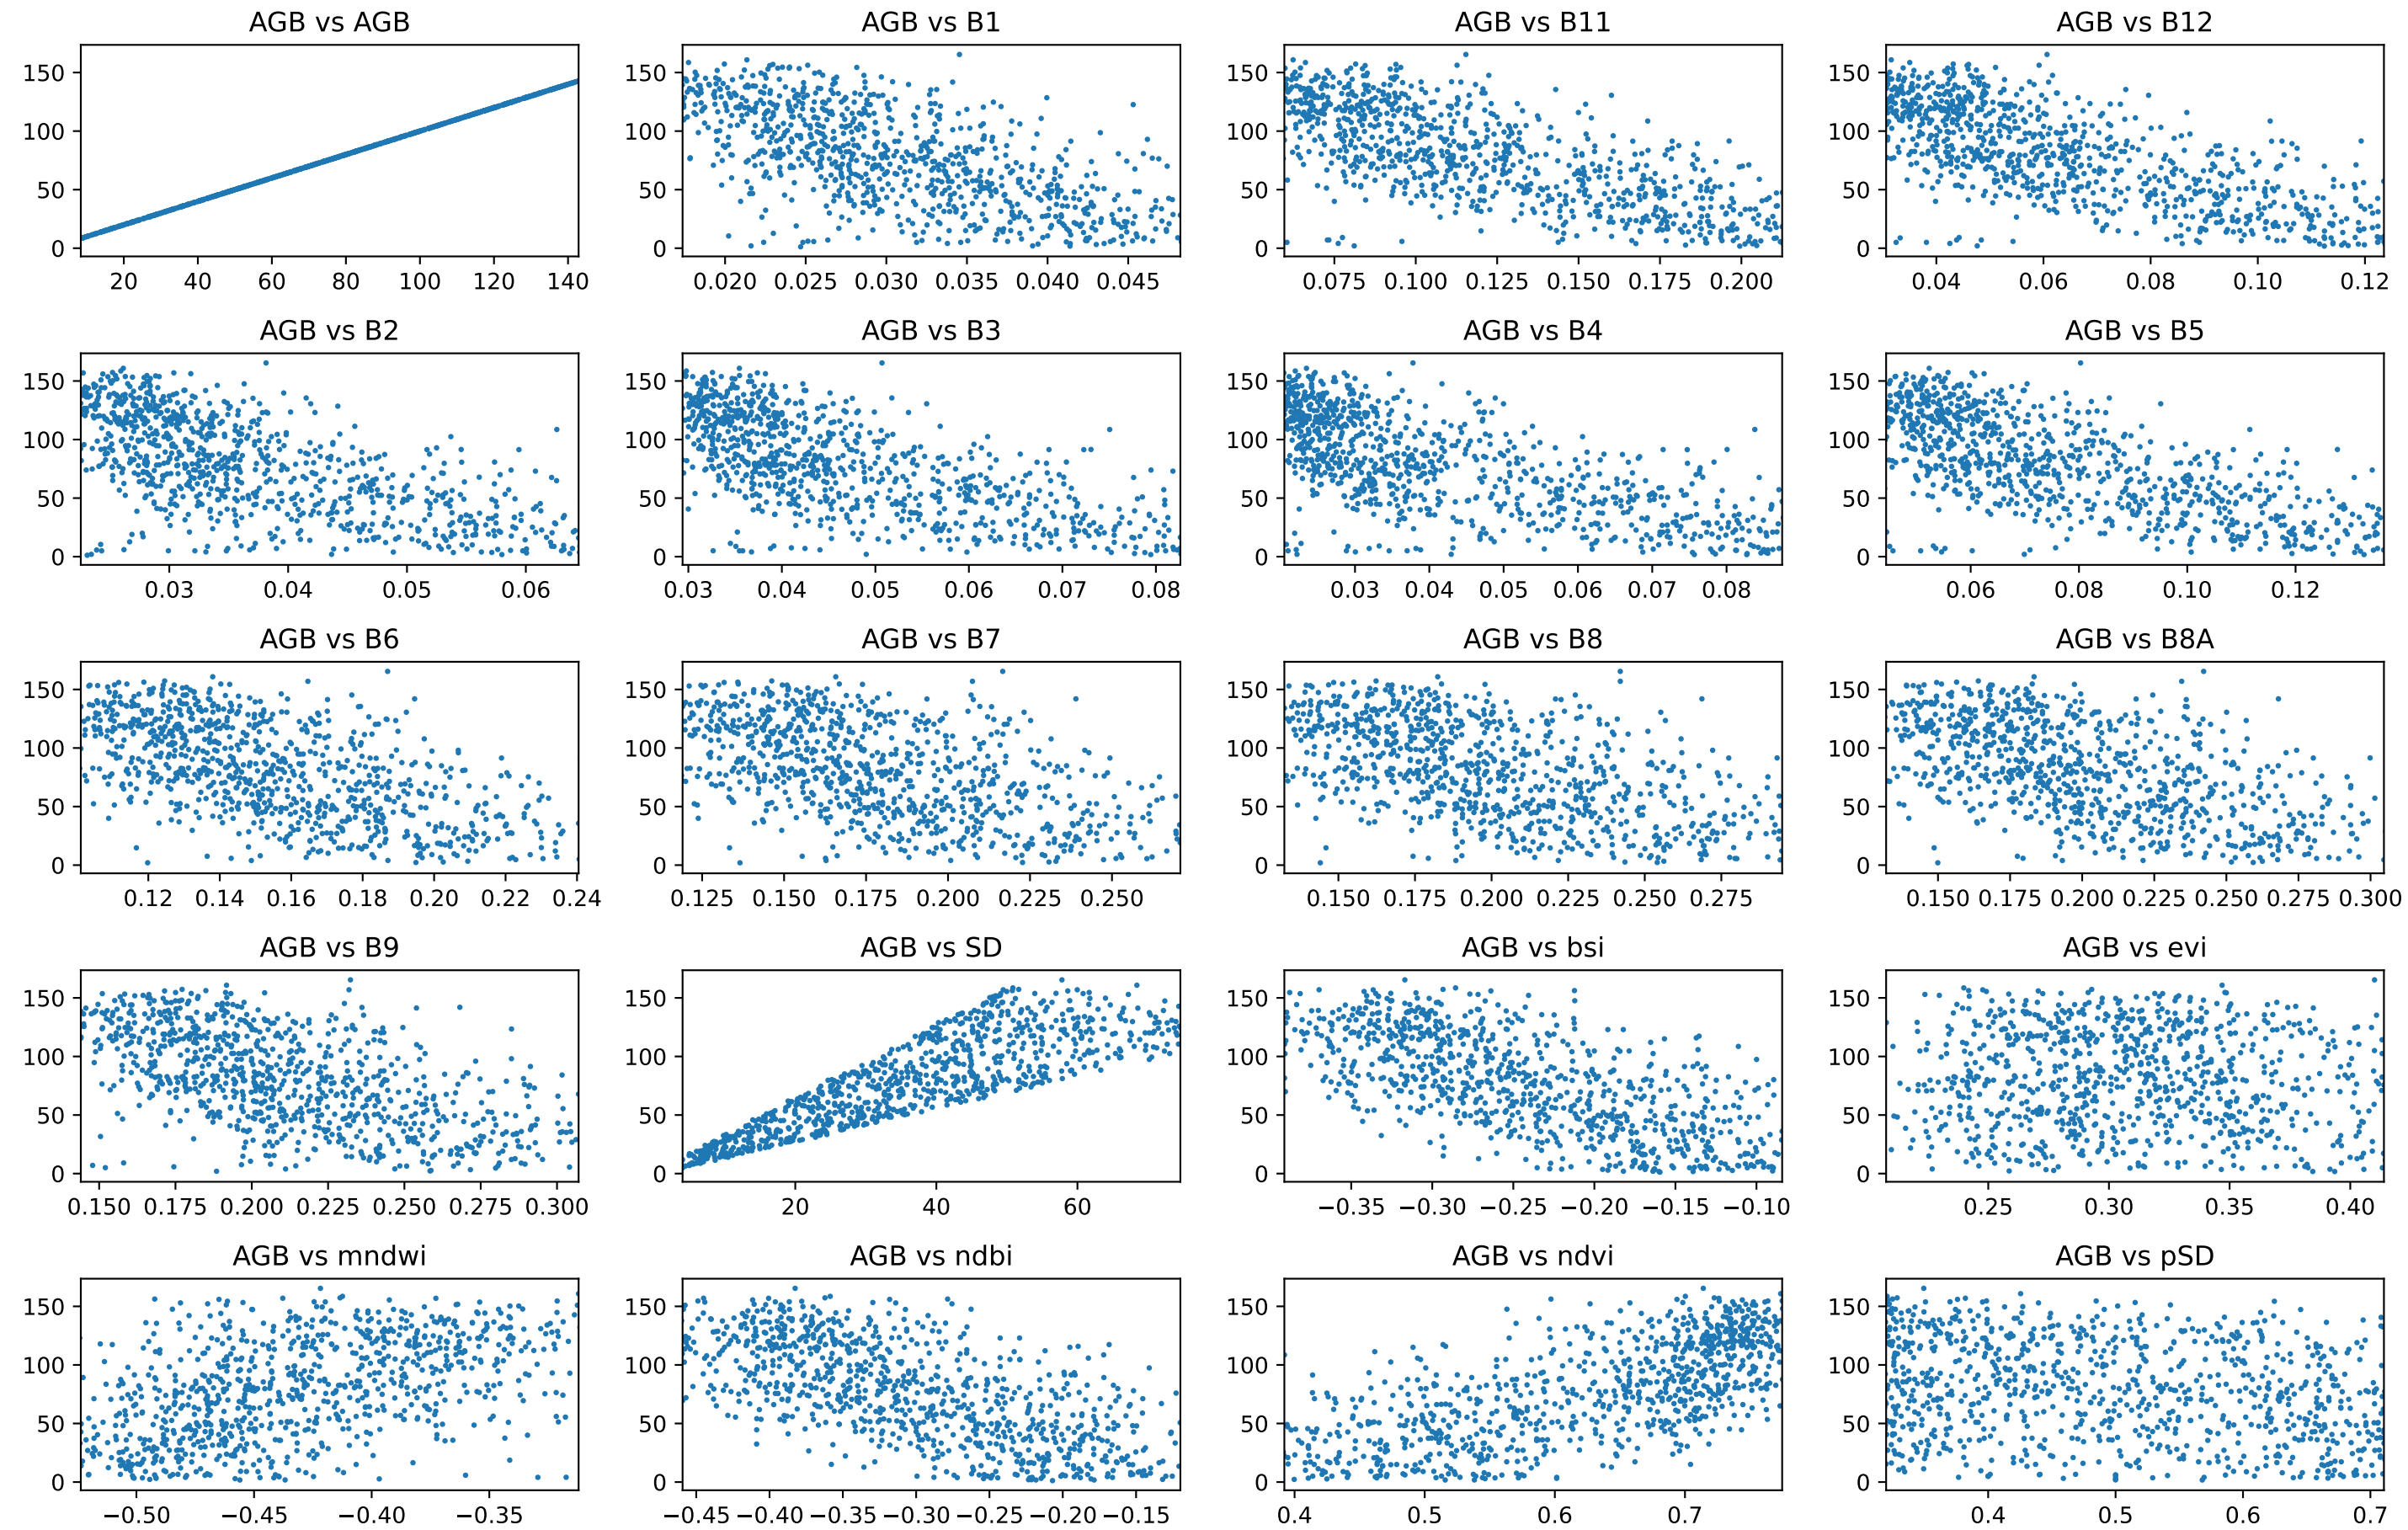 AGB vs AGB
150
100
50
0
20 40 60 80 100 120 140
AGB vs B1
150
100
50
0
0.020 0.025 0.030 0.035 0.040 0.045
AGB vs B11
150
100
50
0
0.075 0.100 0.125 0.150 0.175 0.200
AGB vs B12
150
100
50
0
0.04 0.06 0.08 0.10 0.12
AGB vs B2
150
100
50
0
0.03 0.04 0.05 0.06
AGB vs B3
150
100
50
0
0.03 0.04 0.05 0.06 0.07 0.08
AGB vs B4
150
100
50
0
0.03 0.04 0.05 0.06 0.07 0.08
AGB vs B5
150
100
50
0
0.06 0.08 0.10 0.12
AGB vs B6
150
100
50
0
0.12 0.14 0.16 0.18 0.20 0.22 0.24
AGB vs B7
150
100
50
0
0.125 0.150 0.175 0.200 0.225 0.250
AGB vs B8
150
100
50
0
0.150 0.175 0.200 0.225 0.250 0.275
AGB vs B8A
150
100
50
0
0.150 0.175 0.200 0.225 0.250 0.275 0.300
AGB vs B9
150
100
50
0
0.150 0.175 0.200 0.225 0.250 0.275 0.300
AGB vs SD
150
100
50
0
20 40 60
AGB vs bsi
150
100
50
0
−0.35 −0.30 −0.25 −0.20 −0.15 −0.10
AGB vs evi
150
100
50
0
0.25 0.30 0.35 0.40
AGB vs mndwi
150
100
50
0
−0.50 −0.45 −0.40 −0.35
AGB vs ndbi
150
100
50
0
−0.45 −0.40 −0.35 −0.30 −0.25 −0.20 −0.15
AGB vs ndvi
150
100
50
0
0.4 0.5 0.6 0.7
AGB vs pSD
150
100
50
0
0.4 0.5 0.6 0.7